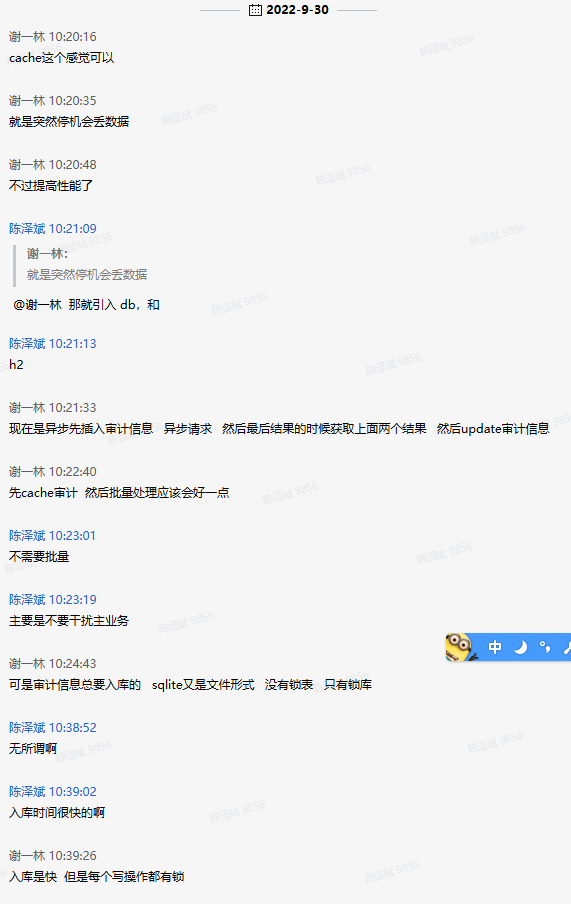 2022-9-30
谢一林 10:20:16
cache这个感觉可以
谢一林 10:20:35
就是突然停机会丢数据
谢一林 10:20:48
不过提高性能了
陈泽斌 10:21:09
谢一林：
就是突然停机会丢数据
@谢一林 那就引入 db，和
陈泽斌 10:21:13
h2
谢一林 10:21:33
现在是异步先插入审计信息 异步请求 然后最后结果的时候获取上面两个结果 然后update审计信息
谢一林 10:22:40
先cache审计 然后批量处理应该会好一点
陈泽斌 10:23:01
不需要批量
陈泽斌 10:23:19
主要是不要干扰主业务
中
谢一林 10:24:43
可是审计信息总要入库的 sqlite又是文件形式 没有锁表 只有锁库
陈泽斌 10:38:52
无所谓啊
陈泽斌 10:39:02
入库时间很快的啊
谢一林 10:39:26
入库是快 但是每个写操作都有锁
陈泽斌 9856